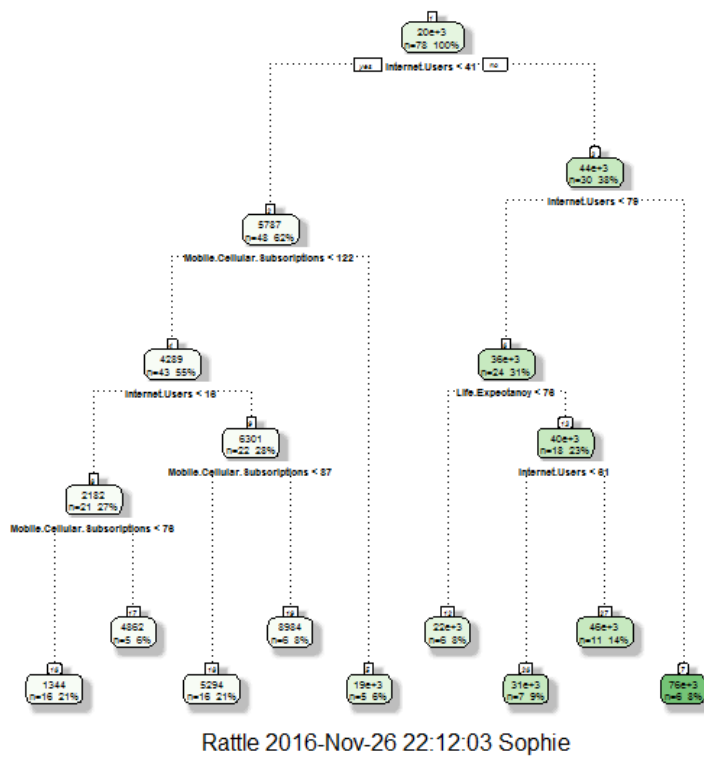 1
20e+3
n=78 100%
yes Internet.Users < 41 no
3
44e+3
n=30 38%
Internet.Users < 79
2
5787
n=48 62%
Mobile.Cellular.Subscriptions < 122
4
4289
n=43 55%
Internet.Users < 16
6
36e+3
n=24 31%
Life.Expectancy < 76
9
6301
n=22 28%
Mobile.Cellular.Subscriptions < 87
13
40e+3
n=18 23%
Internet.Users < 61
8
2182
n=21 27%
Mobile.Cellular.Subscriptions < 76
17
4862
n=5 6%
19
8984
n=6 8%
12
22e+3
n=6 8%
27
46e+3
n=11 14%
16
1344
n=16 21%
18
5294
n=16 21%
5
19e+3
n=5 6%
26
31e+3
n=7 9%
7
76e+3
n=6 8%
Rattle 2016-Nov-26 22:12:03 Sophie